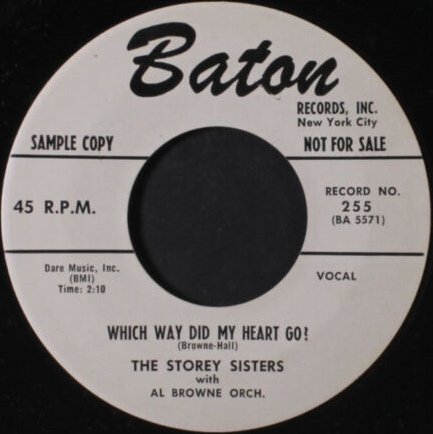 Baton
RECORDS, INC.
New York City
SAMPLE COPY
NOT FOR SALE
45 R.P.M.
RECORD NO.
255
(BA 5571)
Dare Music, Inc.
(BMI)
Time: 2:10
VOCAL
WHICH WAY DID MY HEART GO?
(Browne-Hall)
THE STOREY SISTERS
with
AL BROWNE ORCH.